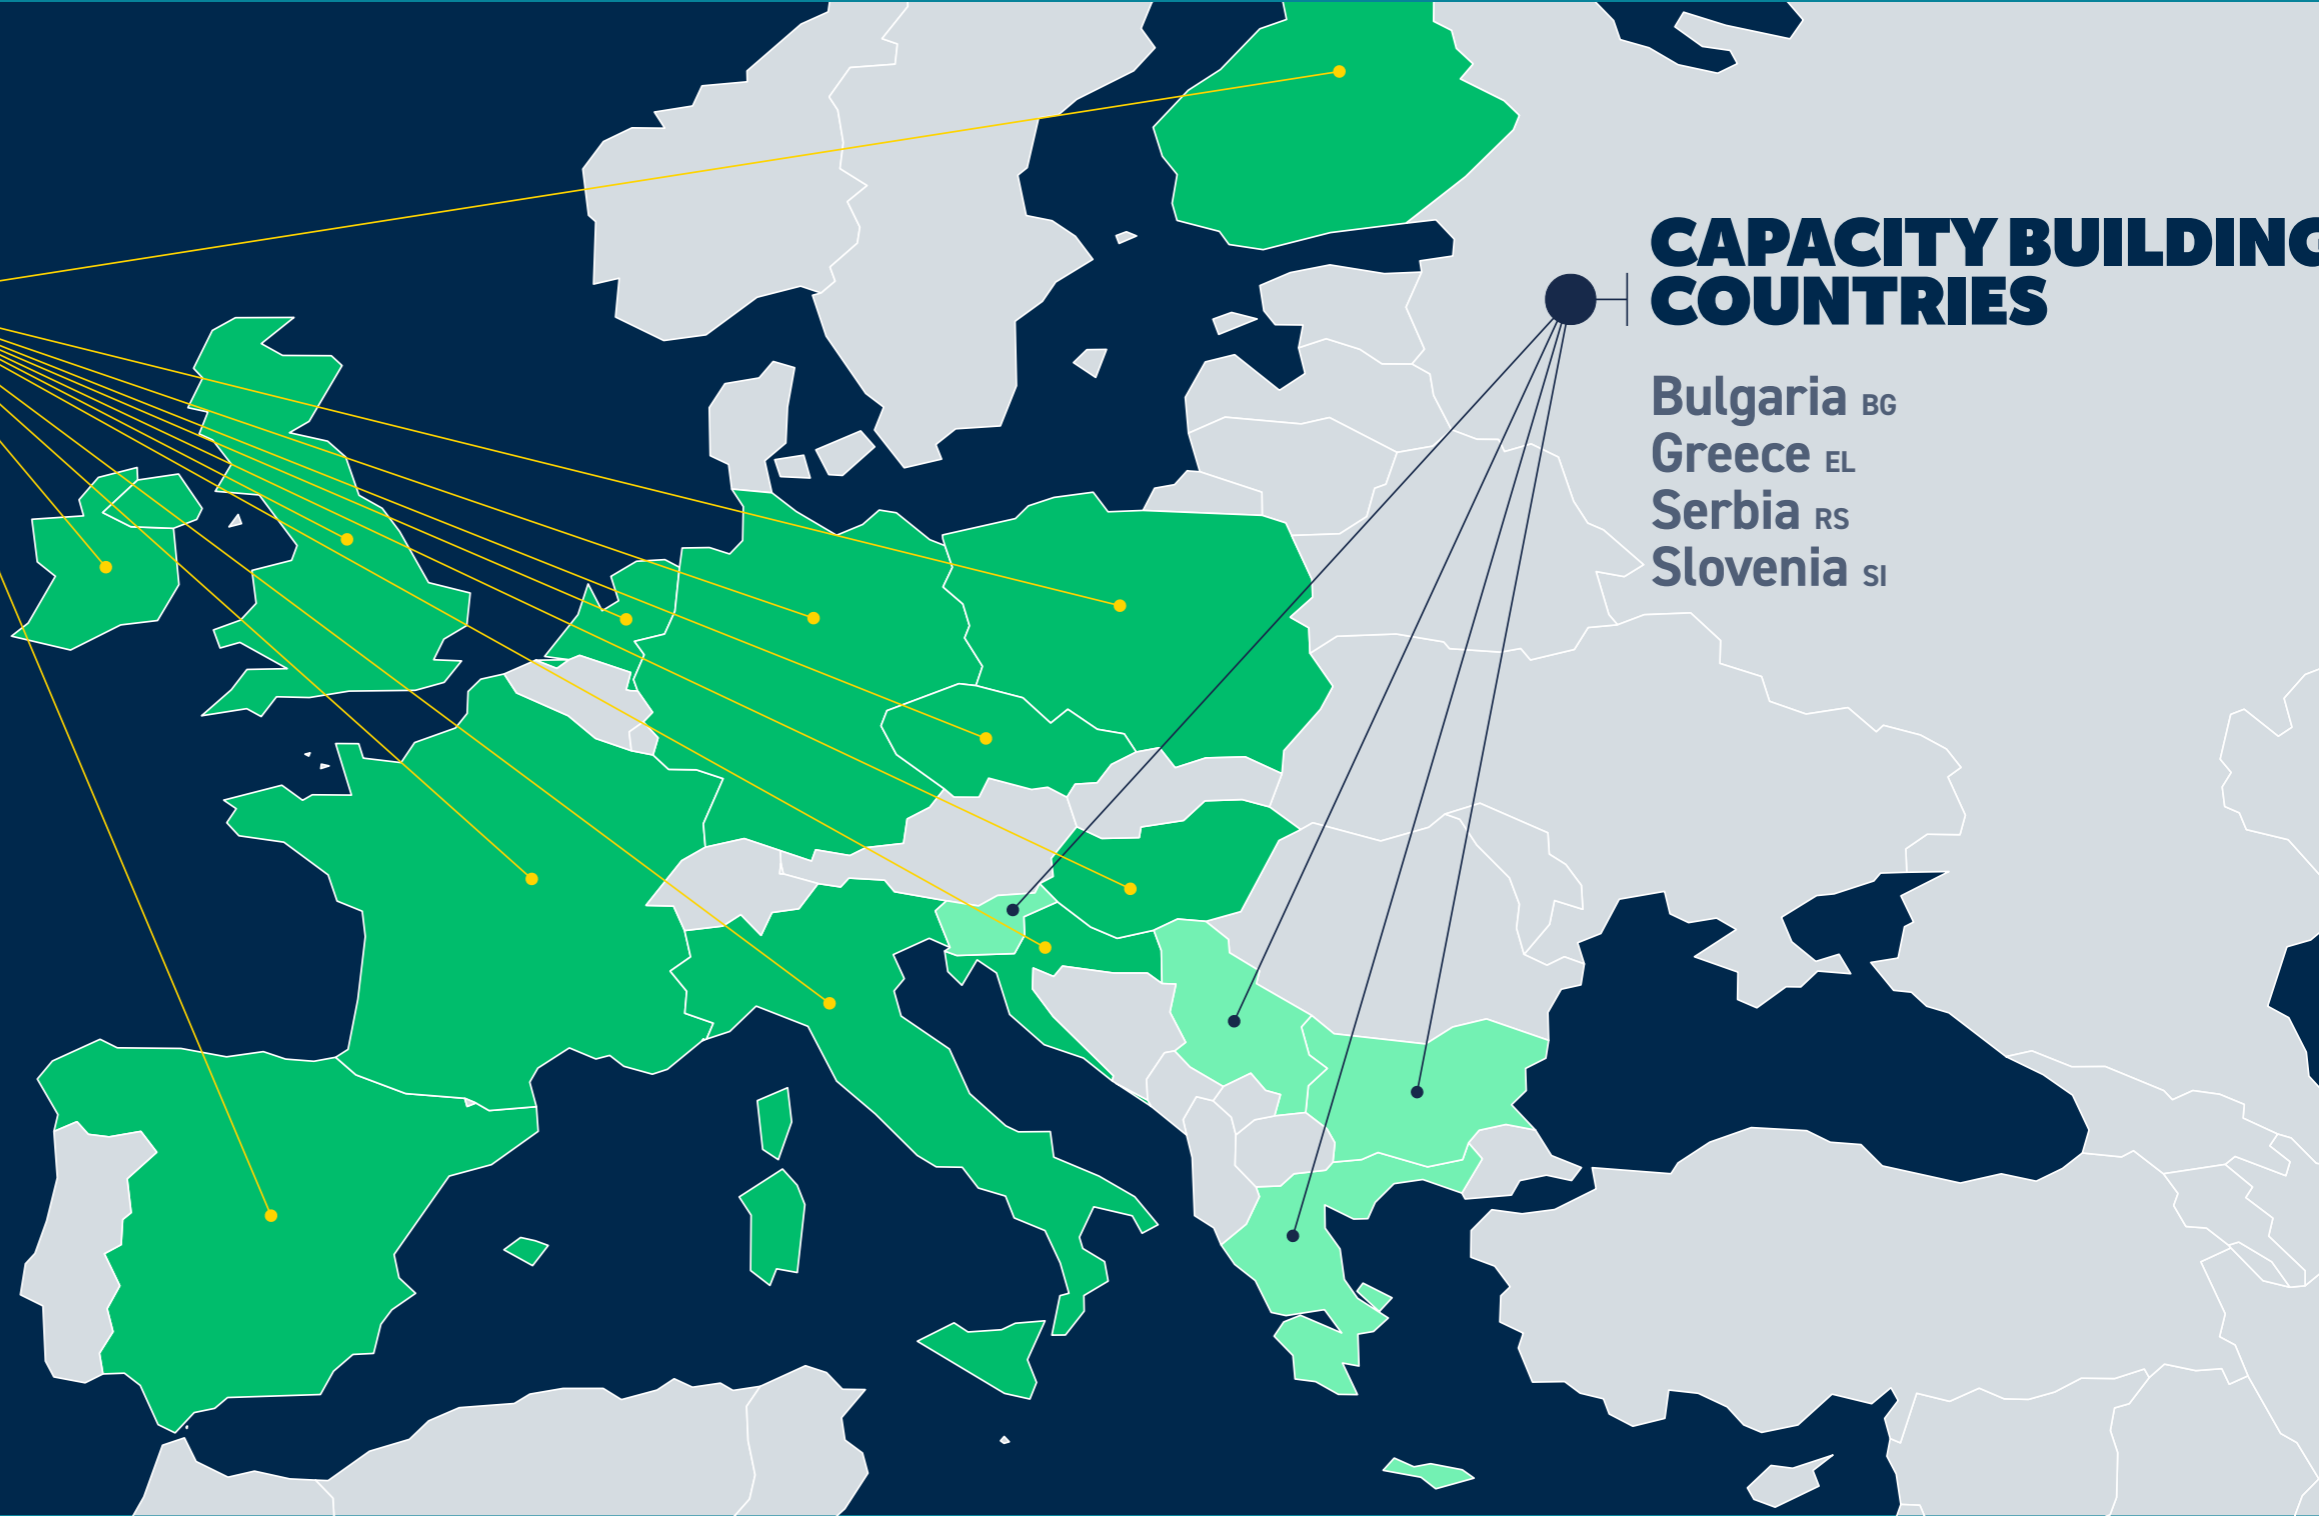 CAPACITY BUILDING
COUNTRIES
Bulgaria BG
Greece EL
Serbia RS
Slovenia SI